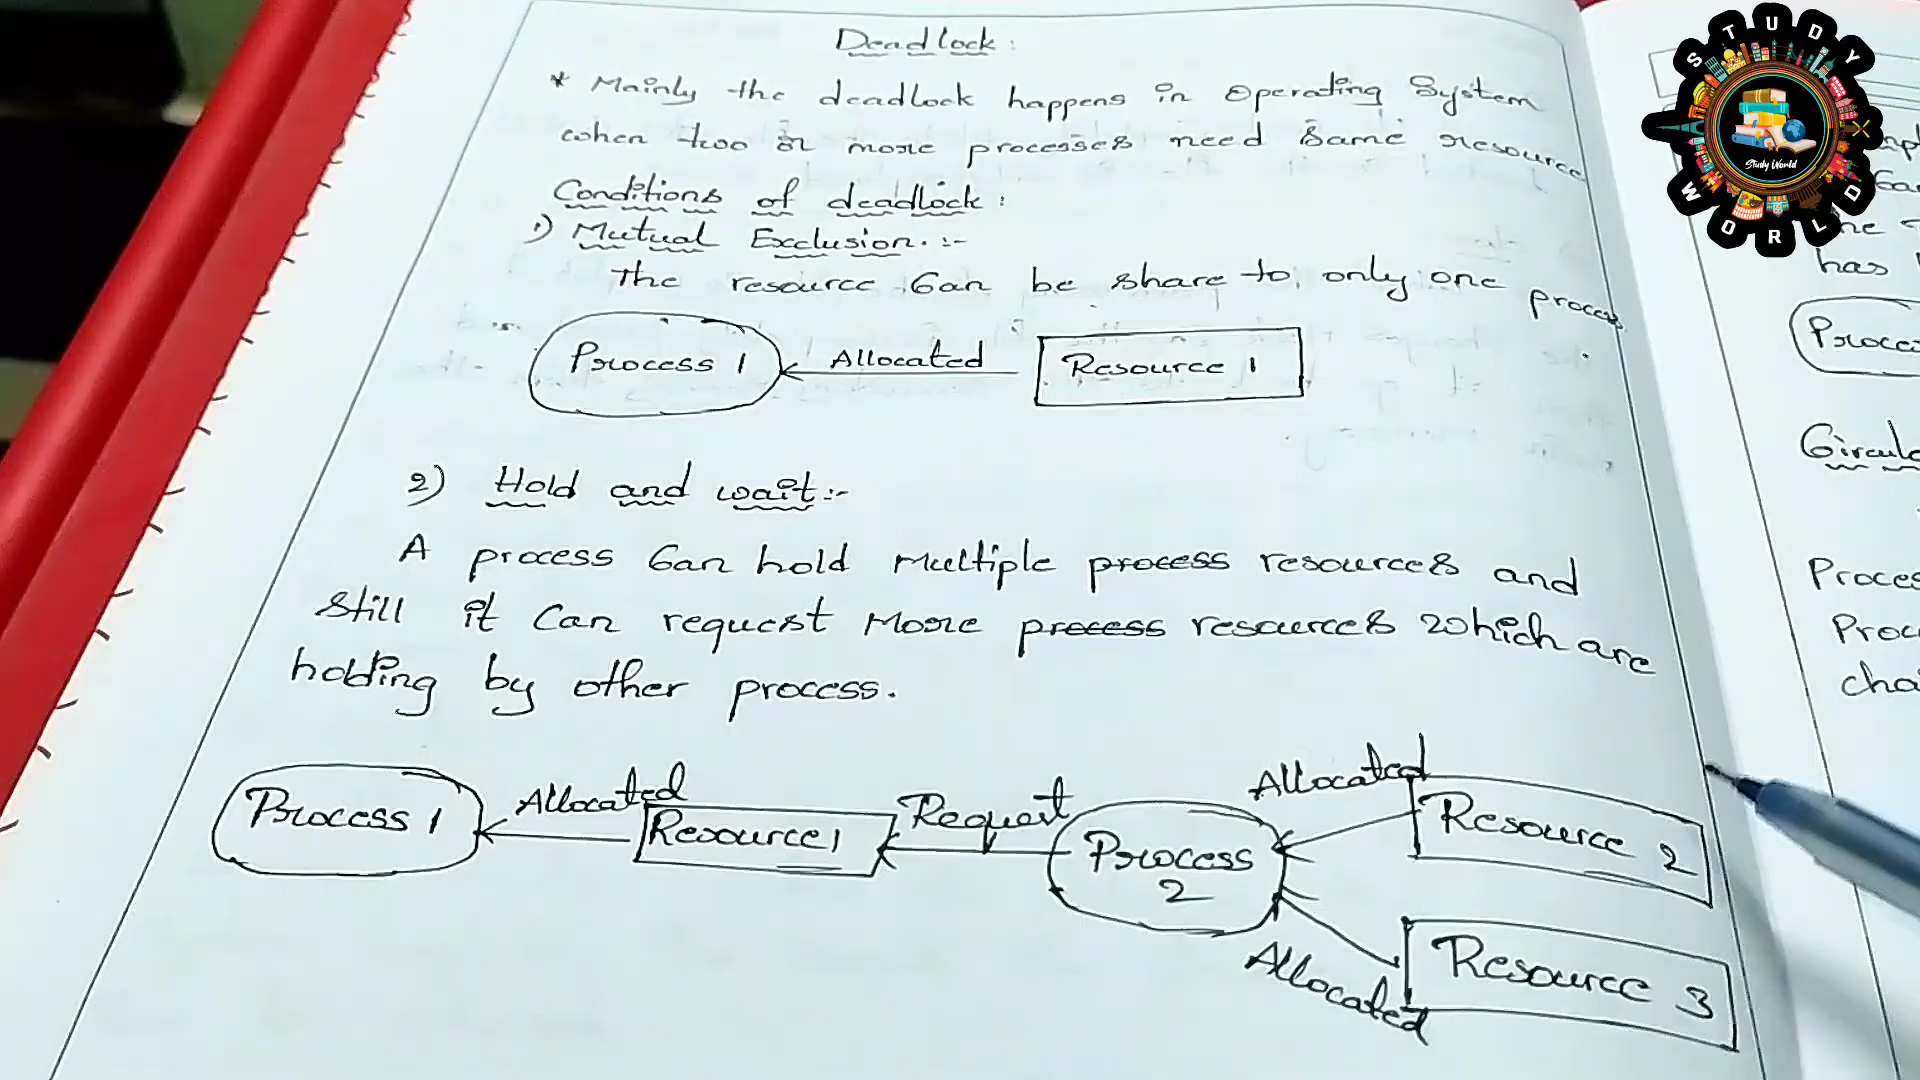 Deadlock:
* Mainly the deadlock happens in Operating System
when two or more processes need same resource
Conditions of deadlock:
1) Mutual Exclusion.:-
The resource Can be share to only one process
Process 1
Allocated
Resource 1
2) Hold and wait:-
A process Can hold Multiple process resources and
still it Can request More process resources which are
holding by other process.
Process 1
Allocated
Resource 1
Request
Process
2
Allocated
Resource 2
Allocated
Resource 3
has
Proces
Proc
STUDY
Study World
WORLD